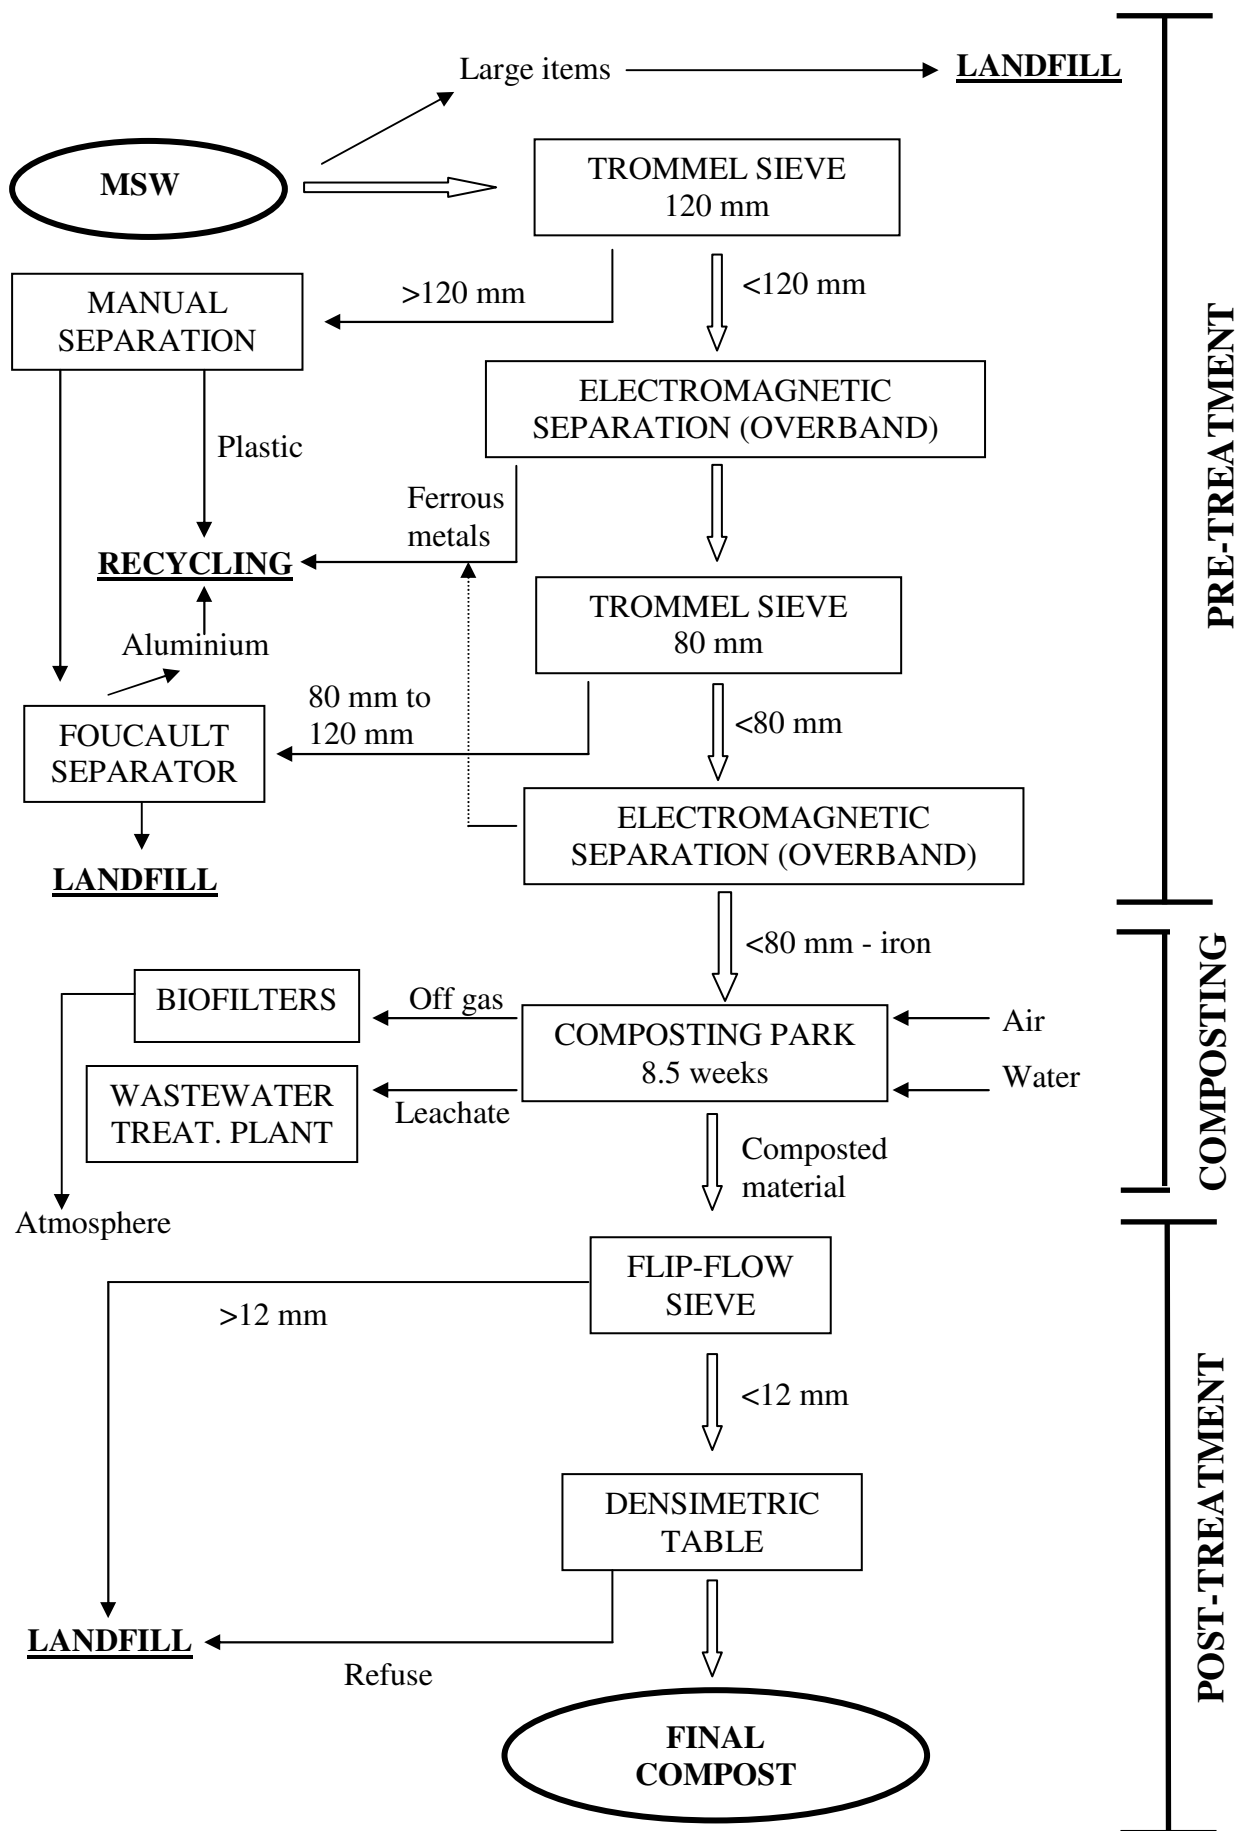 Large items
LANDFILL
MSW
TROMMEL SIEVE
120 mm
>120 mm
<120 mm
MANUAL
SEPARATION
ELECTROMAGNETIC
SEPARATION (OVERBAND)
Plastic
Ferrous
metals
RECYCLING
TROMMEL SIEVE
80 mm
Aluminium
80 mm to
120 mm
<80 mm
FOUCAULT
SEPARATOR
ELECTROMAGNETIC
SEPARATION (OVERBAND)
LANDFILL
PRE-TREATMENT
<80 mm - iron
BIOFILTERS
Off gas
COMPOSTING PARK
8.5 weeks
Air
Water
WASTEWATER
TREAT. PLANT
Leachate
Composted
material
Atmosphere
COMPOSTING
FLIP-FLOW
SIEVE
>12 mm
<12 mm
DENSIMETRIC
TABLE
LANDFILL
Refuse
FINAL
COMPOST
POST-TREATMENT